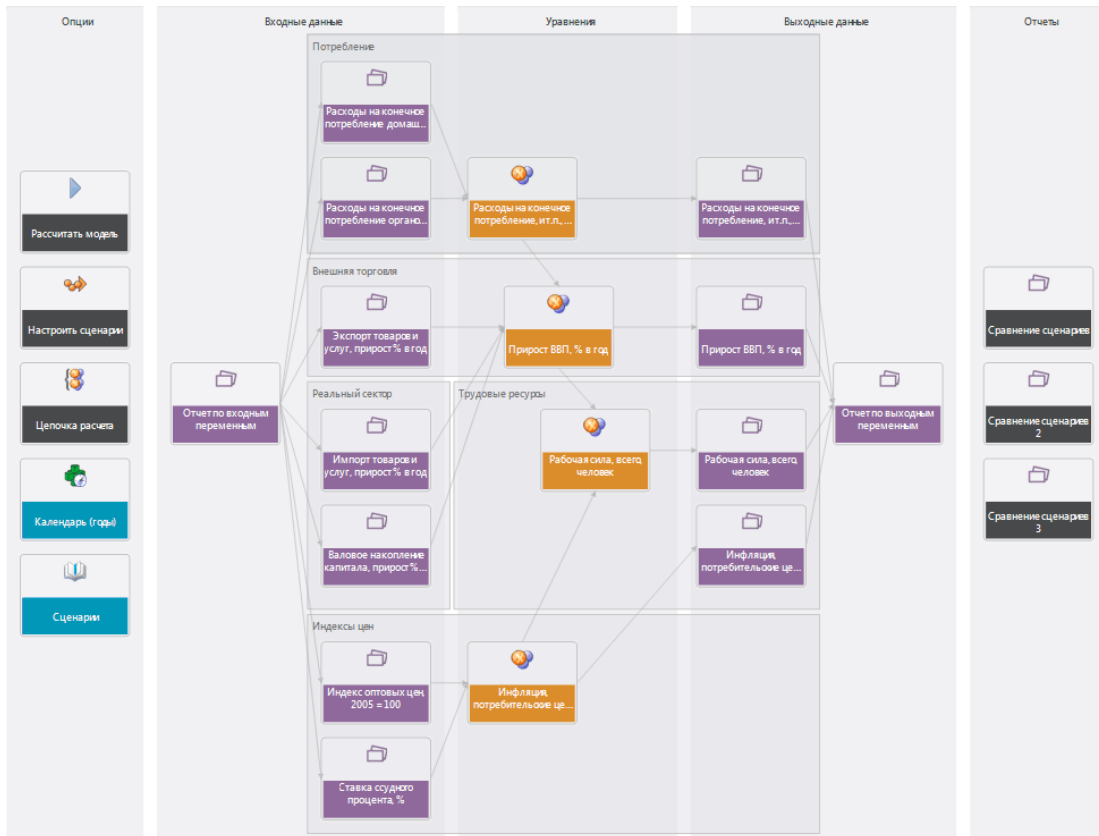 Опции
Входные данные
Уравнения
Выходные данные
Отчеты
Потребление
Расходы на конечное
потребление домаш...
Расходы на конечное
потребление органо...
Расходы на конечное
потребление, и т.п., ...
Расходы на конечное
потребление, и т.п., ...
Рассчитать модель
Внешняя торговля
Настроить сценарии
Экспорт товаров и
услуг, прирост % в год
Прирост ВВП, % в год
Прирост ВВП, % в год
Сравнение сценариев
Цепочка расчета
Отчет по входным
переменным
Реальный сектор
Трудовые ресурсы
Импорт товаров и
услуг, прирост % в год
Рабочая сила, всего,
человек
Рабочая сила, всего,
человек
Отчет по выходным
переменным
Сравнение сценариев
2
Календарь (годы)
Валовое накопление
капитала, прирост %...
Инфляция,
потребительские це...
Сравнение сценариев
3
Сценарии
Индексы цен
Индекс оптовых цен,
2005 = 100
Инфляция,
потребительские це...
Ставка ссудного
процента, %